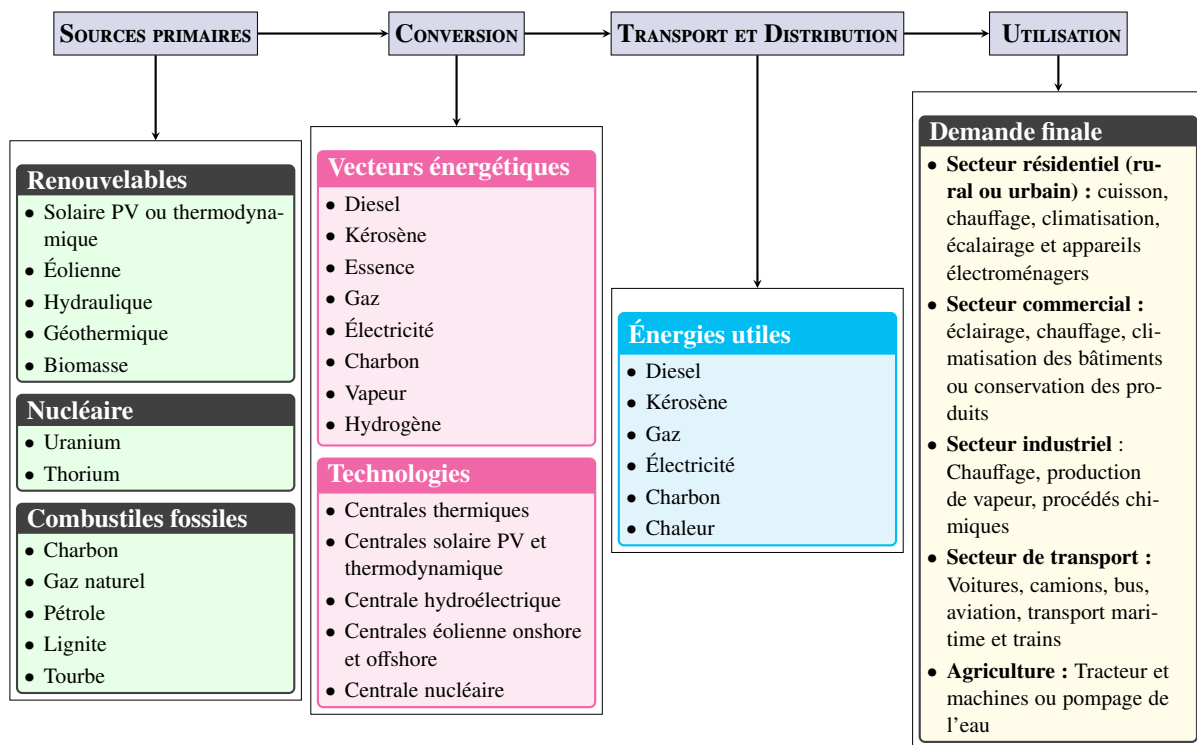 SOURCES PRIMAIRES
CONVERSION
TRANSPORT ET DISTRIBUTION
UTILISATION
Renouvelables
• Solaire PV ou thermodyna-
mique
• Éolienne
• Hydraulique
• Géothermique
• Biomasse
Nucléaire
• Uranium
• Thorium
Combustiles fossiles
• Charbon
• Gaz naturel
• Pétrole
• Lignite
• Tourbe
Vecteurs énergétiques
• Diesel
• Kérosène
• Essence
• Gaz
• Électricité
• Charbon
• Vapeur
• Hydrogène
Technologies
• Centrales thermiques
• Centrales solaire PV et
thermodynamique
• Centrale hydroélectrique
• Centrales éolienne onshore
et offshore
• Centrale nucléaire
Énergies utiles
• Diesel
• Kérosène
• Gaz
• Électricité
• Charbon
• Chaleur
Demande finale
• Secteur résidentiel (ru-
ral ou urbain) : cuisson,
chauffage, climatisation,
écalairage et appareils
électroménagers
• Secteur commercial :
éclairage, chauffage, cli-
matisation des bâtiments
ou conservation des pro-
duits
• Secteur industriel :
Chauffage, production
de vapeur, procédés chi-
miques
• Secteur de transport :
Voitures, camions, bus,
aviation, transport mari-
time et trains
• Agriculture : Tracteur et
machines ou pompage de
l'eau